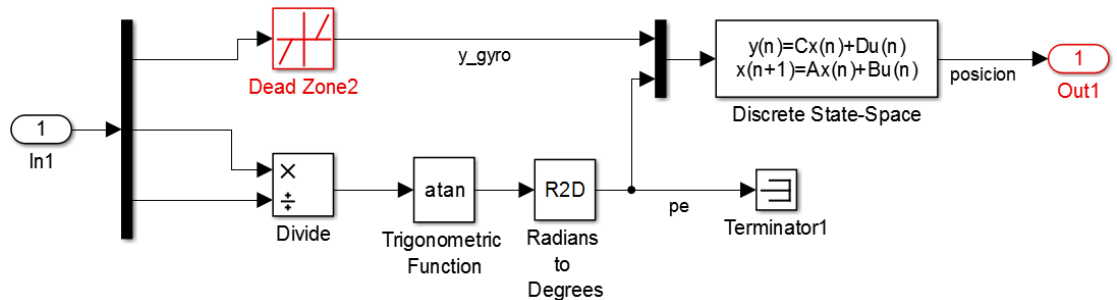 1
In1
Dead Zone2
y_gyro
×
÷
Divide
atan
Trigonometric
Function
R2D
Radians
to
Degrees
pe
Terminator1
y(n)=Cx(n)+Du(n)
x(n+1)=Ax(n)+Bu(n)
Discrete State-Space
posicion
1
Out1